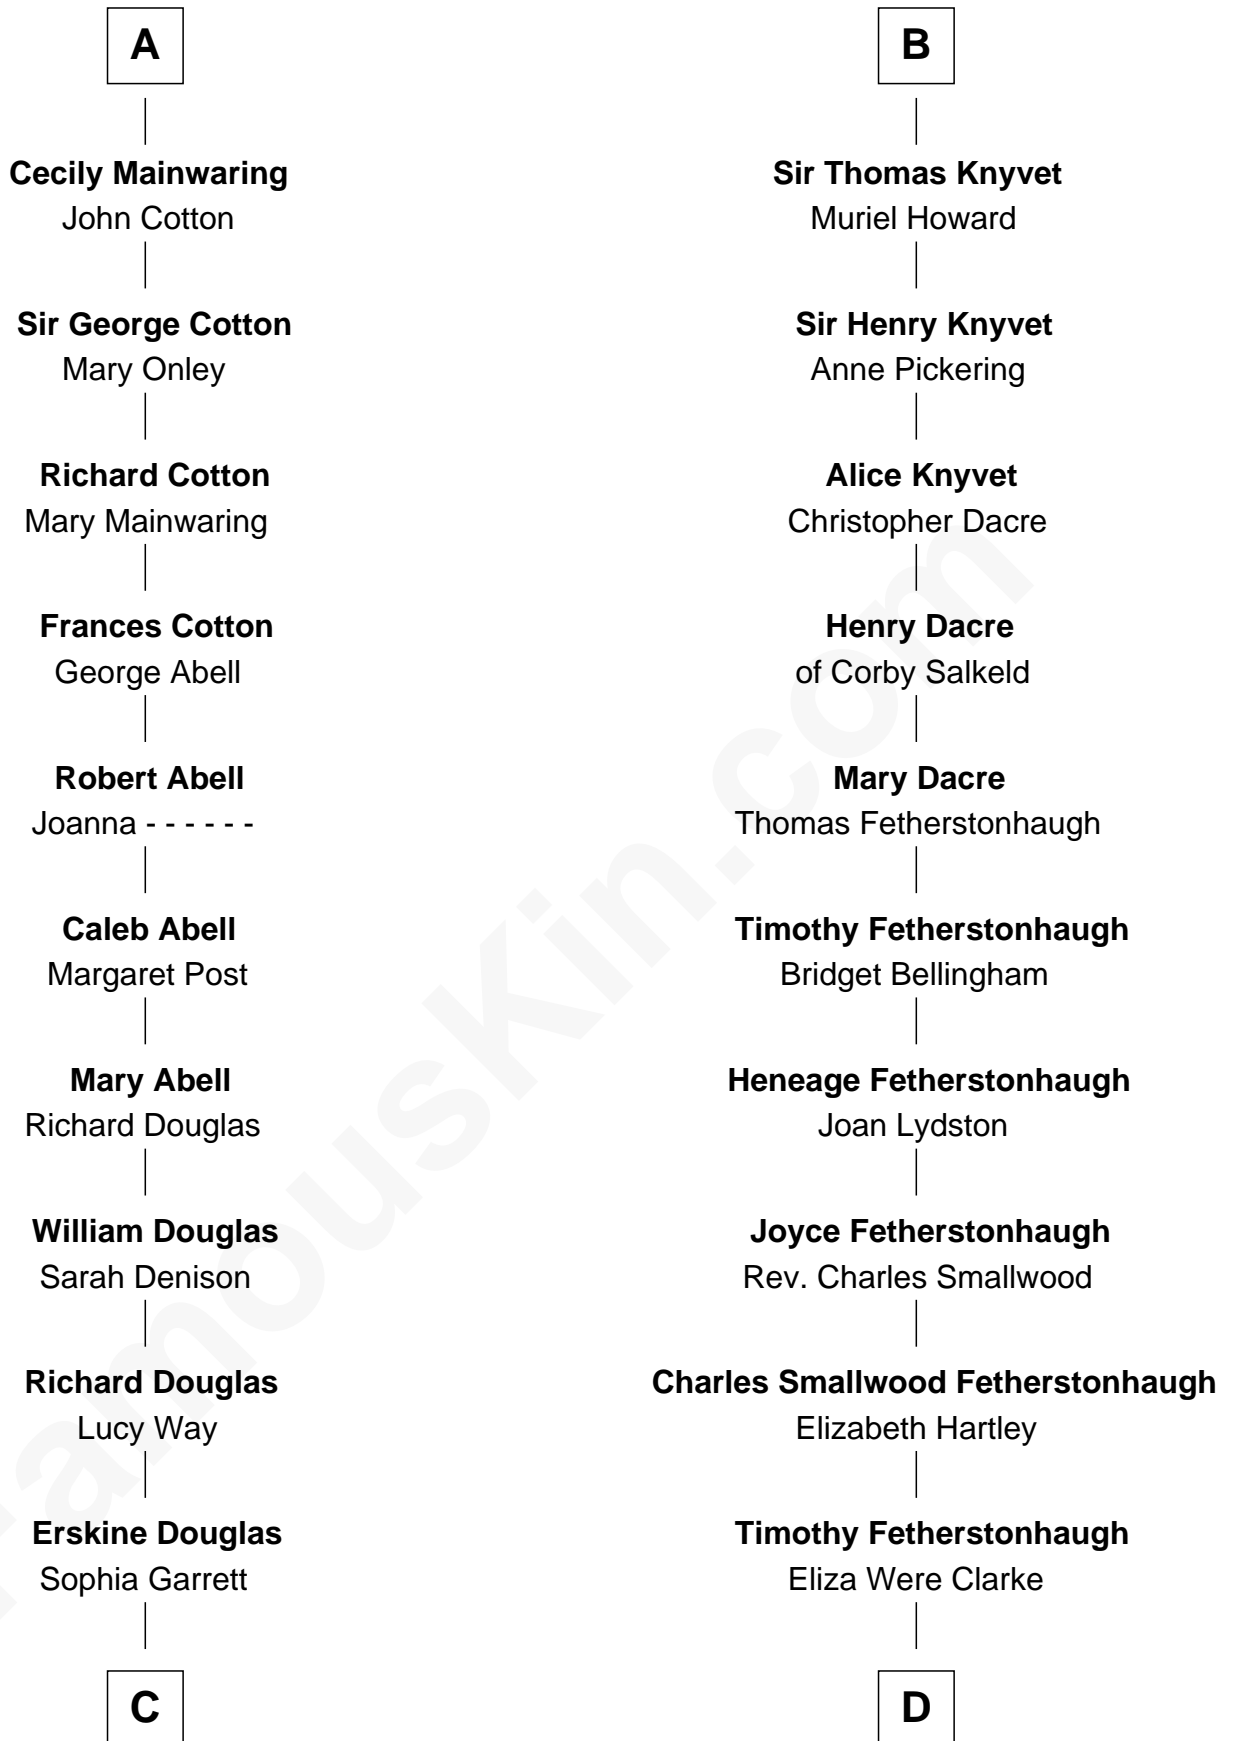 A
Cecily Mainwaring
John Cotton
Sir George Cotton
Mary Onley
Richard Cotton
Mary Mainwaring
Frances Cotton
George Abell
Robert Abell
Joanna - - - - - -
Caleb Abell
Margaret Post
Mary Abell
Richard Douglas
William Douglas
Sarah Denison
Richard Douglas
Lucy Way
Erskine Douglas
Sophia Garrett
C
B
Sir Thomas Knyvet
Muriel Howard
Sir Henry Knyvet
Anne Pickering
Alice Knyvet
Christopher Dacre
Henry Dacre
of Corby Salkeld
Mary Dacre
Thomas Fetherstonhaugh
Timothy Fetherstonhaugh
Bridget Bellingham
Heneage Fetherstonhaugh
Joan Lydston
Joyce Fetherstonhaugh
Rev. Charles Smallwood
Charles Smallwood Fetherstonhaugh
Elizabeth Hartley
Timothy Fetherstonhaugh
Eliza Were Clarke
D
FamousKin.com